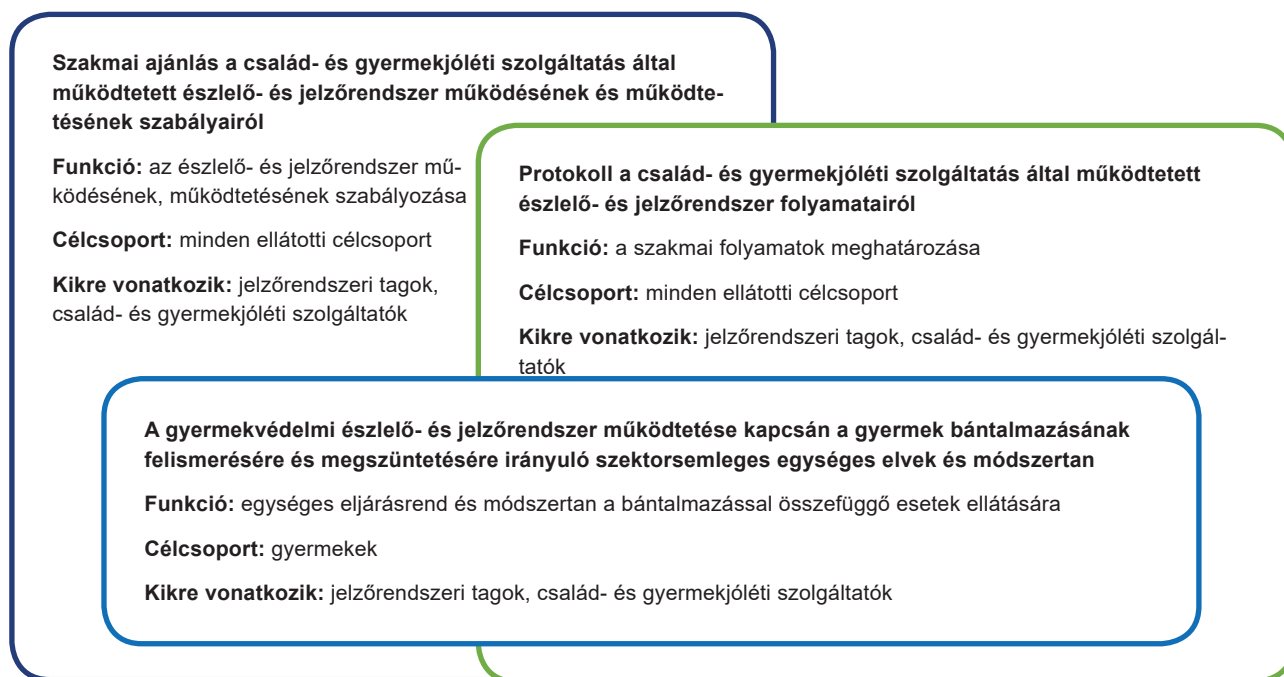 Szakmai ajánlás a család- és gyermekjóléti szolgáltatás által
működtetett észlelő- és jelzőrendszer működésének és működte-
tésének szabályairól
Funkció: az észlelő- és jelzőrendszer mű-
ködésének, működtetésének szabályozása
Célcsoport: minden ellátotti célcsoport
Kikre vonatkozik: jelzőrendszeri tagok,
család- és gyermekjóléti szolgáltatók
Protokoll a család- és gyermekjóléti szolgáltatás által működtetett
észlelő- és jelzőrendszer folyamatairól
Funkció: a szakmai folyamatok meghatározása
Célcsoport: minden ellátotti célcsoport
Kikre vonatkozik: jelzőrendszeri tagok, család- és gyermekjóléti szolgál-
tatók
A gyermekvédelmi észlelő- és jelzőrendszer működtetése kapcsán a gyermek bántalmazásának
felismerésére és megszüntetésére irányuló szektorsemleges egységes elvek és módszertan
Funkció: egységes eljárásrend és módszertan a bántalmazással összefüggő esetek ellátására
Célcsoport: gyermekek
Kikre vonatkozik: jelzőrendszeri tagok, család- és gyermekjóléti szolgáltatók